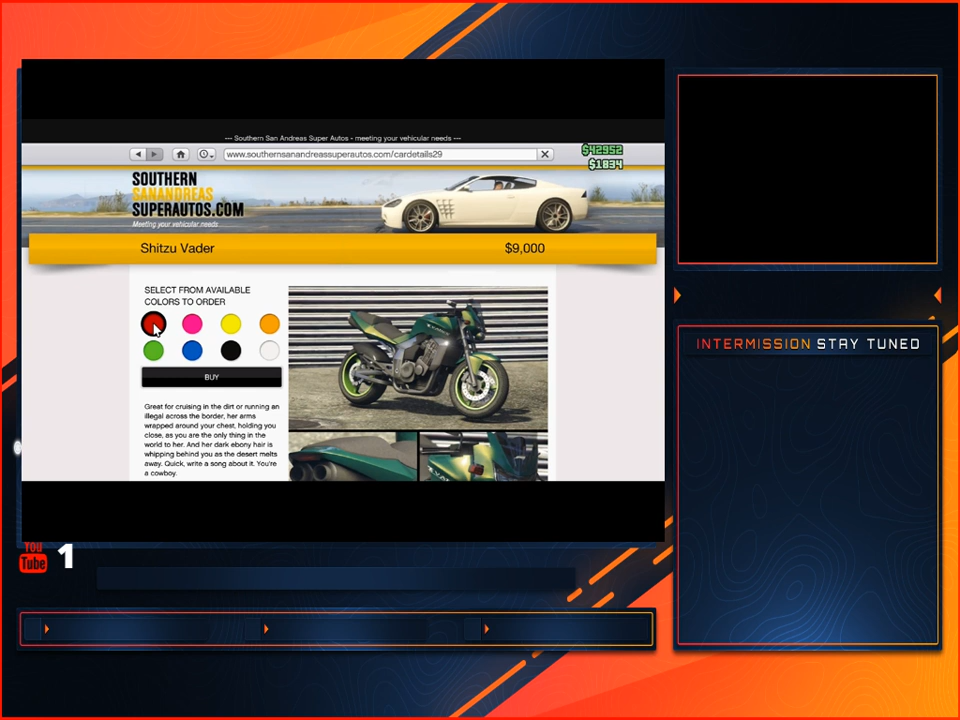 --- Southern San Andreas Super Autos - meeting your vehicular needs ---
www.southernsanandreassuperautos.com/cardetails29
$42952
$1834
SOUTHERN
SANANDREAS
SUPERAUTOS.COM
Meeting your vehicular needs
Shitzu Vader
$9,000
SELECT FROM AVAILABLE
COLORS TO ORDER
BUY
Great for cruising in the dirt or running an
illegal across the border, her arms
wrapped around your chest, holding you
close, as you are the only thing in the
world to her. And her dark ebony hair is
whipping behind you as the desert melts
away. Quick, write a song about it. You're
a cowboy.
INTERMISSION STAY TUNED
You
Tube
1